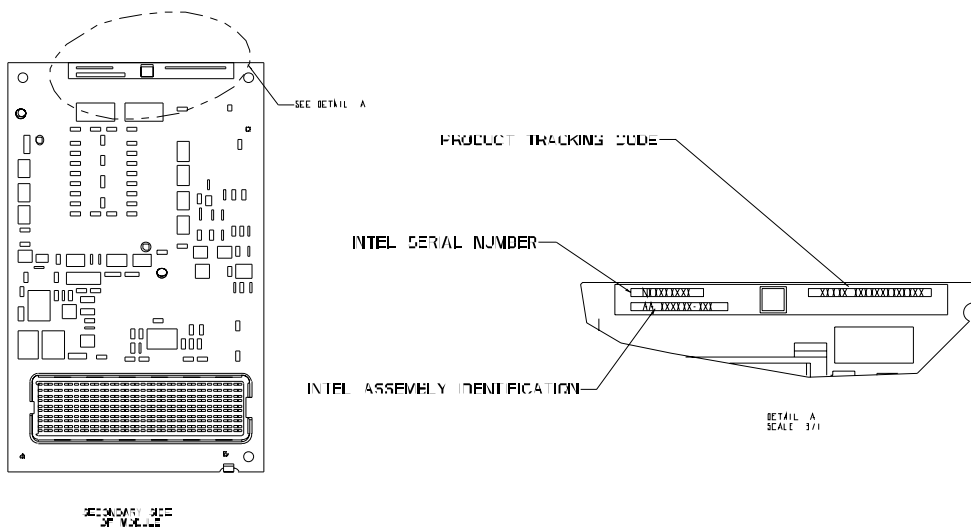 SEE DETAIL A
PRODUCT TRACKING CODE
INTEL SERIAL NUMBER
INTEL ASSEMBLY IDENTIFICATION
DETAIL A
SCALE 3/1
SECONDARY SIDE
OF MODULE